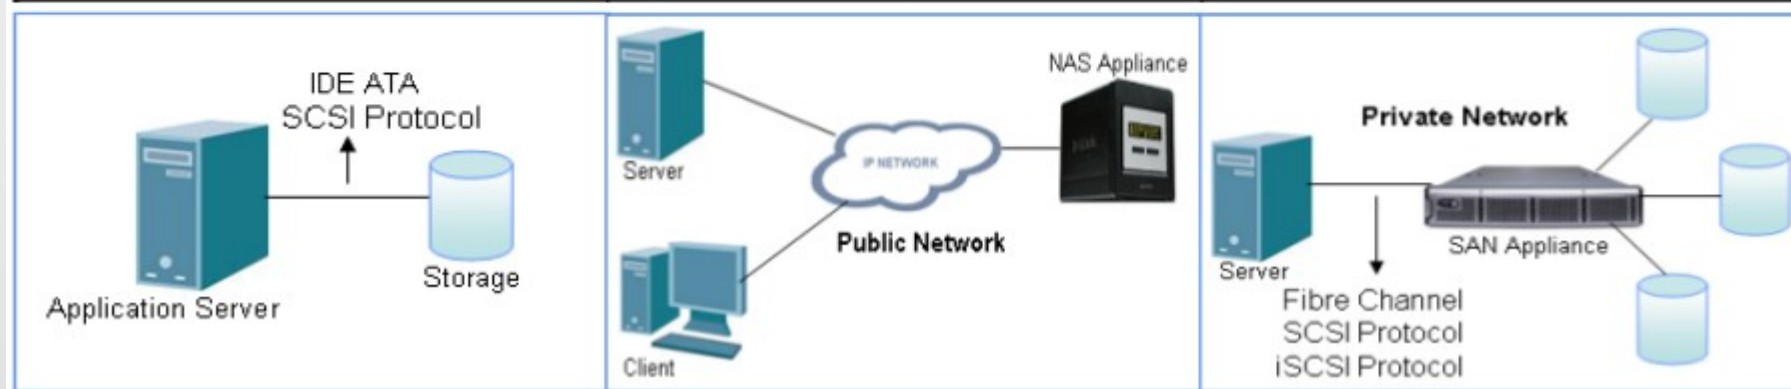 IDE ATA
SCSI Protocol
Application Server
Storage
Server
IP NETWORK
NAS Appliance
Public Network
Client
Private Network
Server
SAN Appliance
Fibre Channel
SCSI Protocol
iSCSI Protocol